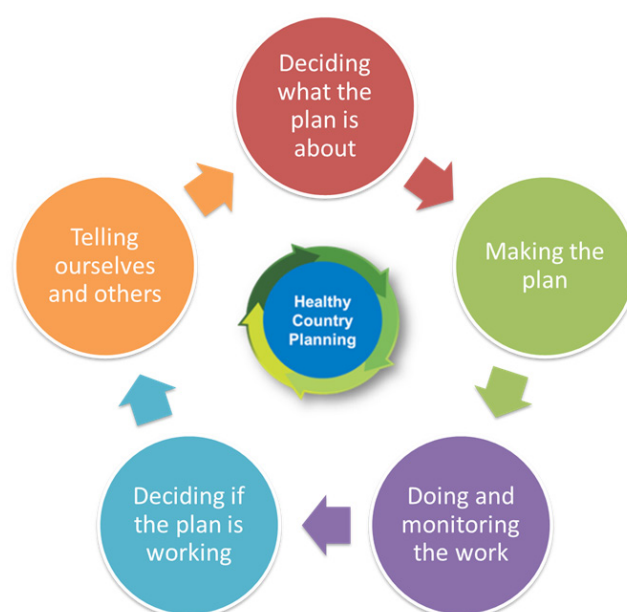 Deciding
what the
plan is
about
Making the
plan
Doing and
monitoring
the work
Deciding if
the plan is
working
Telling
ourselves
and others
Healthy
Country
Planning